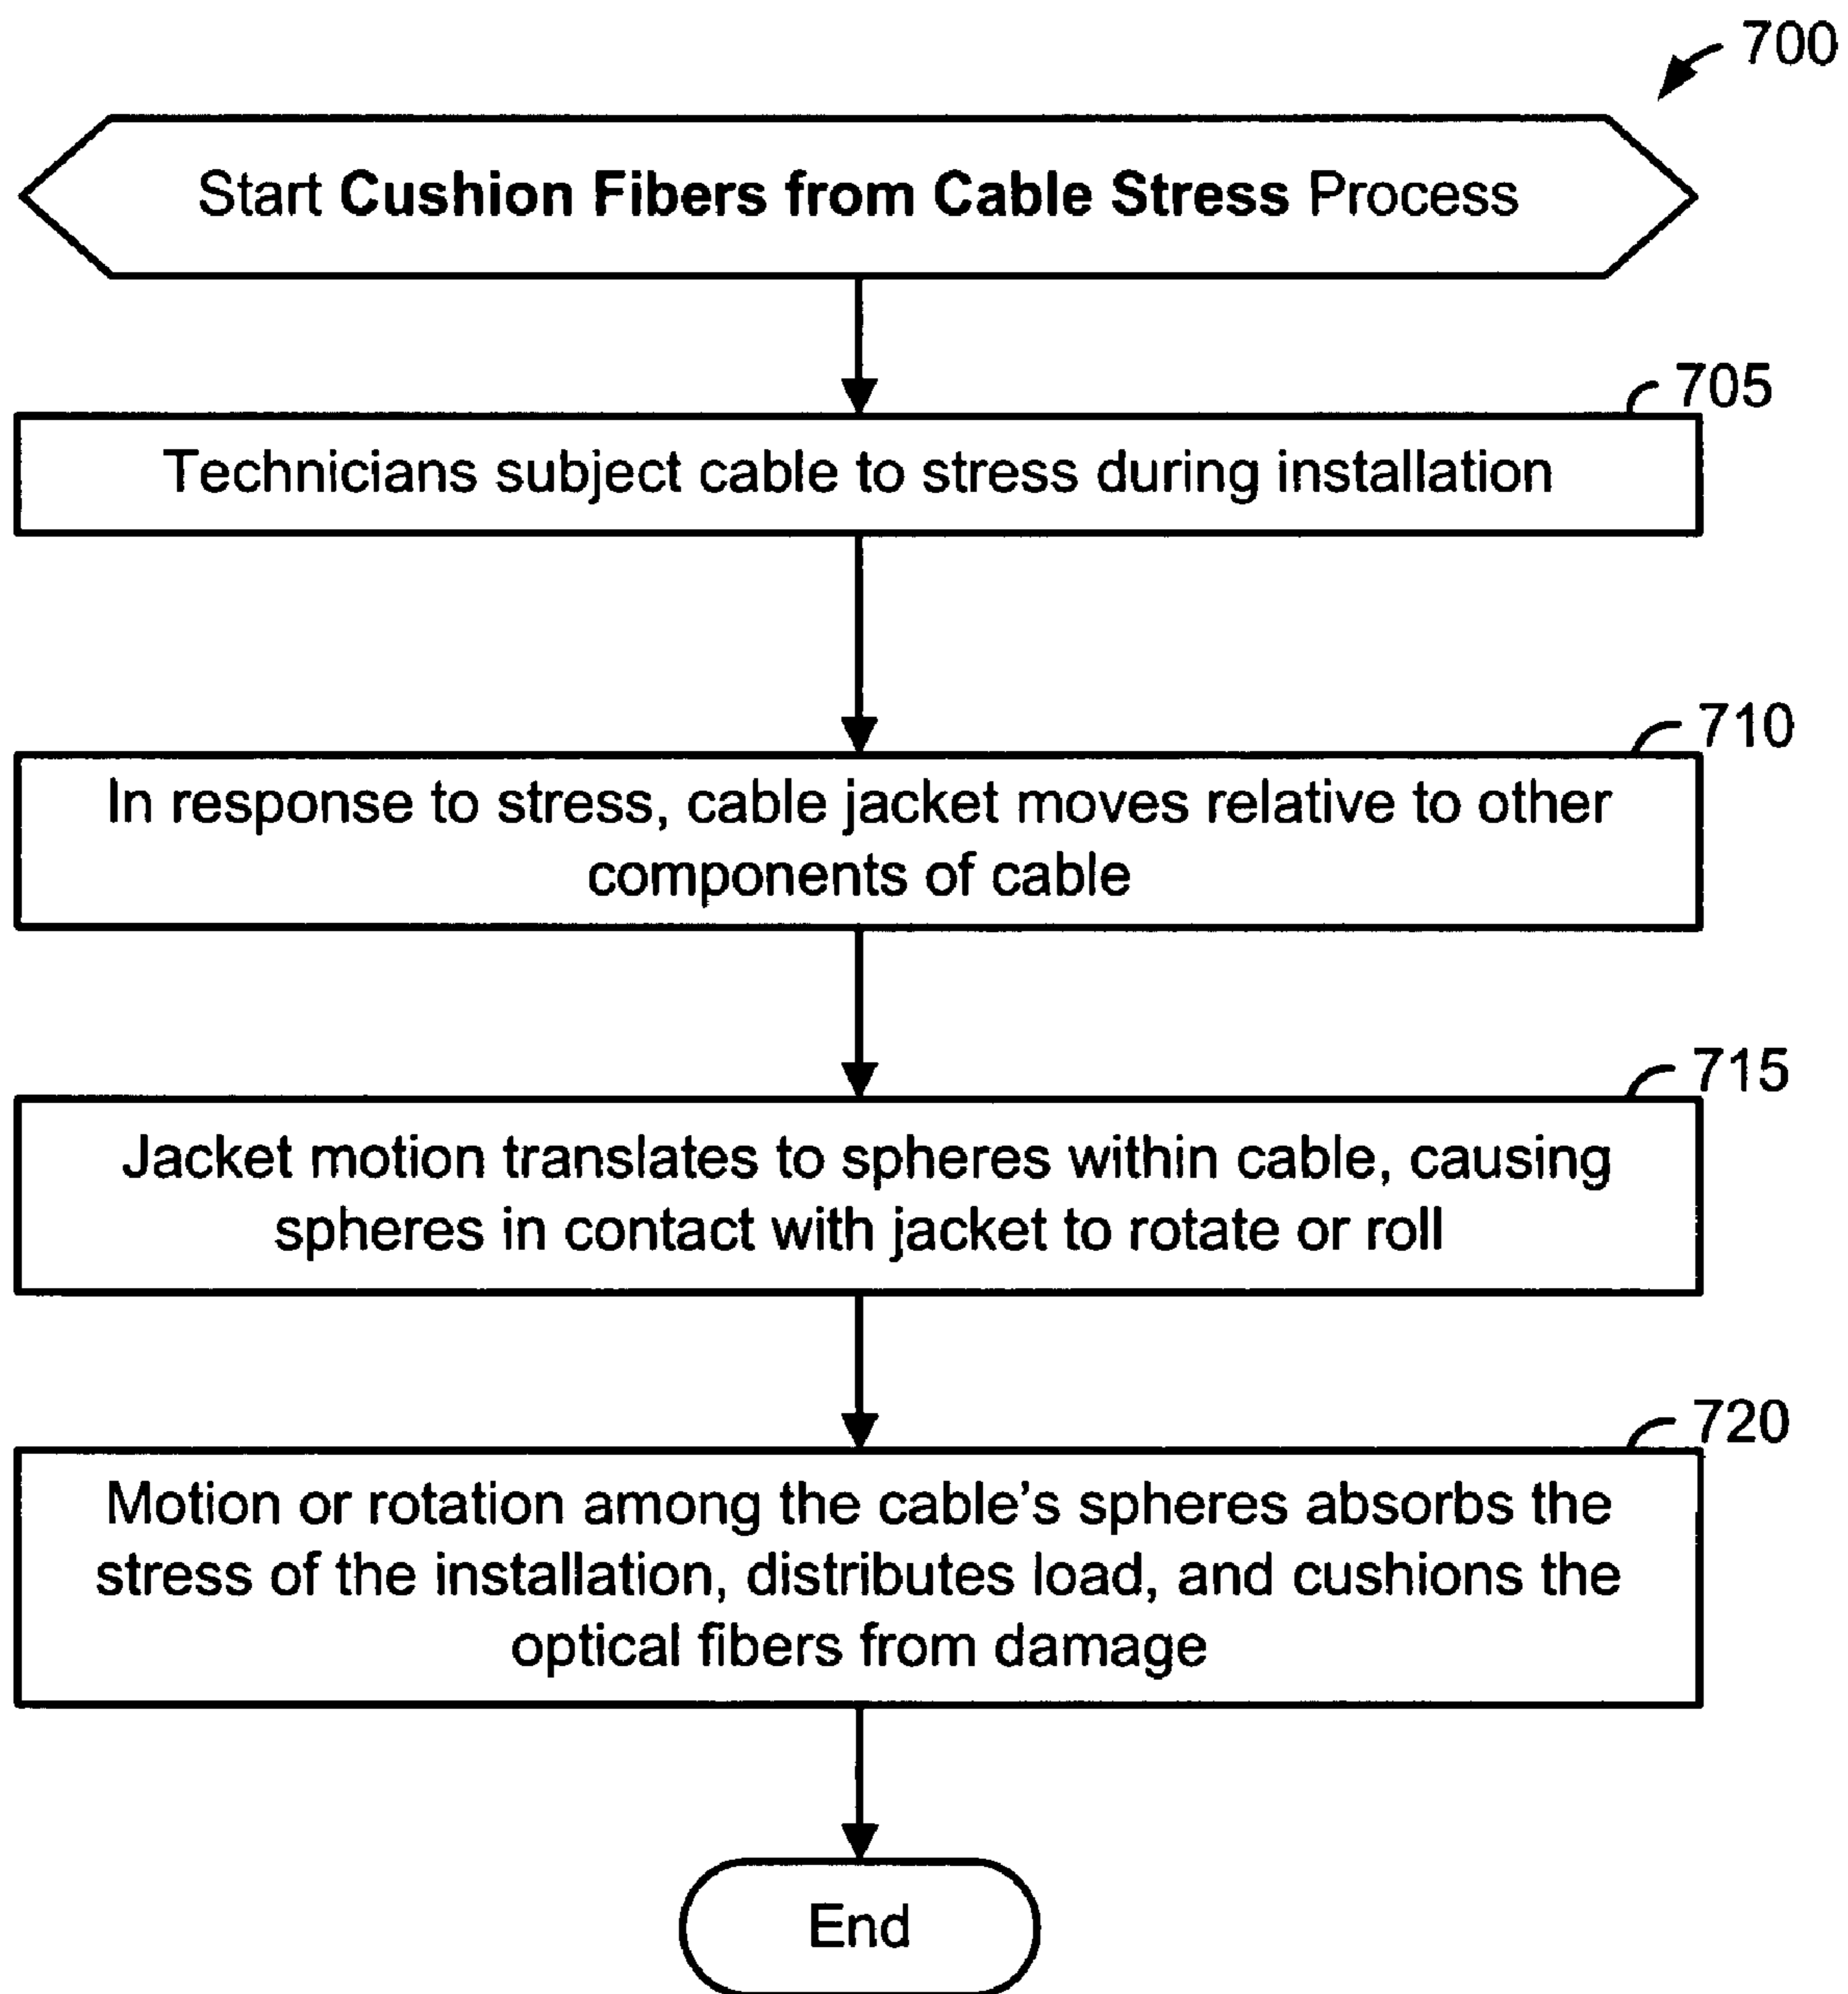 700
Start Cushion Fibers from Cable Stress Process
705
Technicians subject cable to stress during installation
710
In response to stress, cable jacket moves relative to other
components of cable
715
Jacket motion translates to spheres within cable, causing
spheres in contact with jacket to rotate or roll
720
Motion or rotation among the cable's spheres absorbs the
stress of the installation, distributes load, and cushions the
optical fibers from damage
End